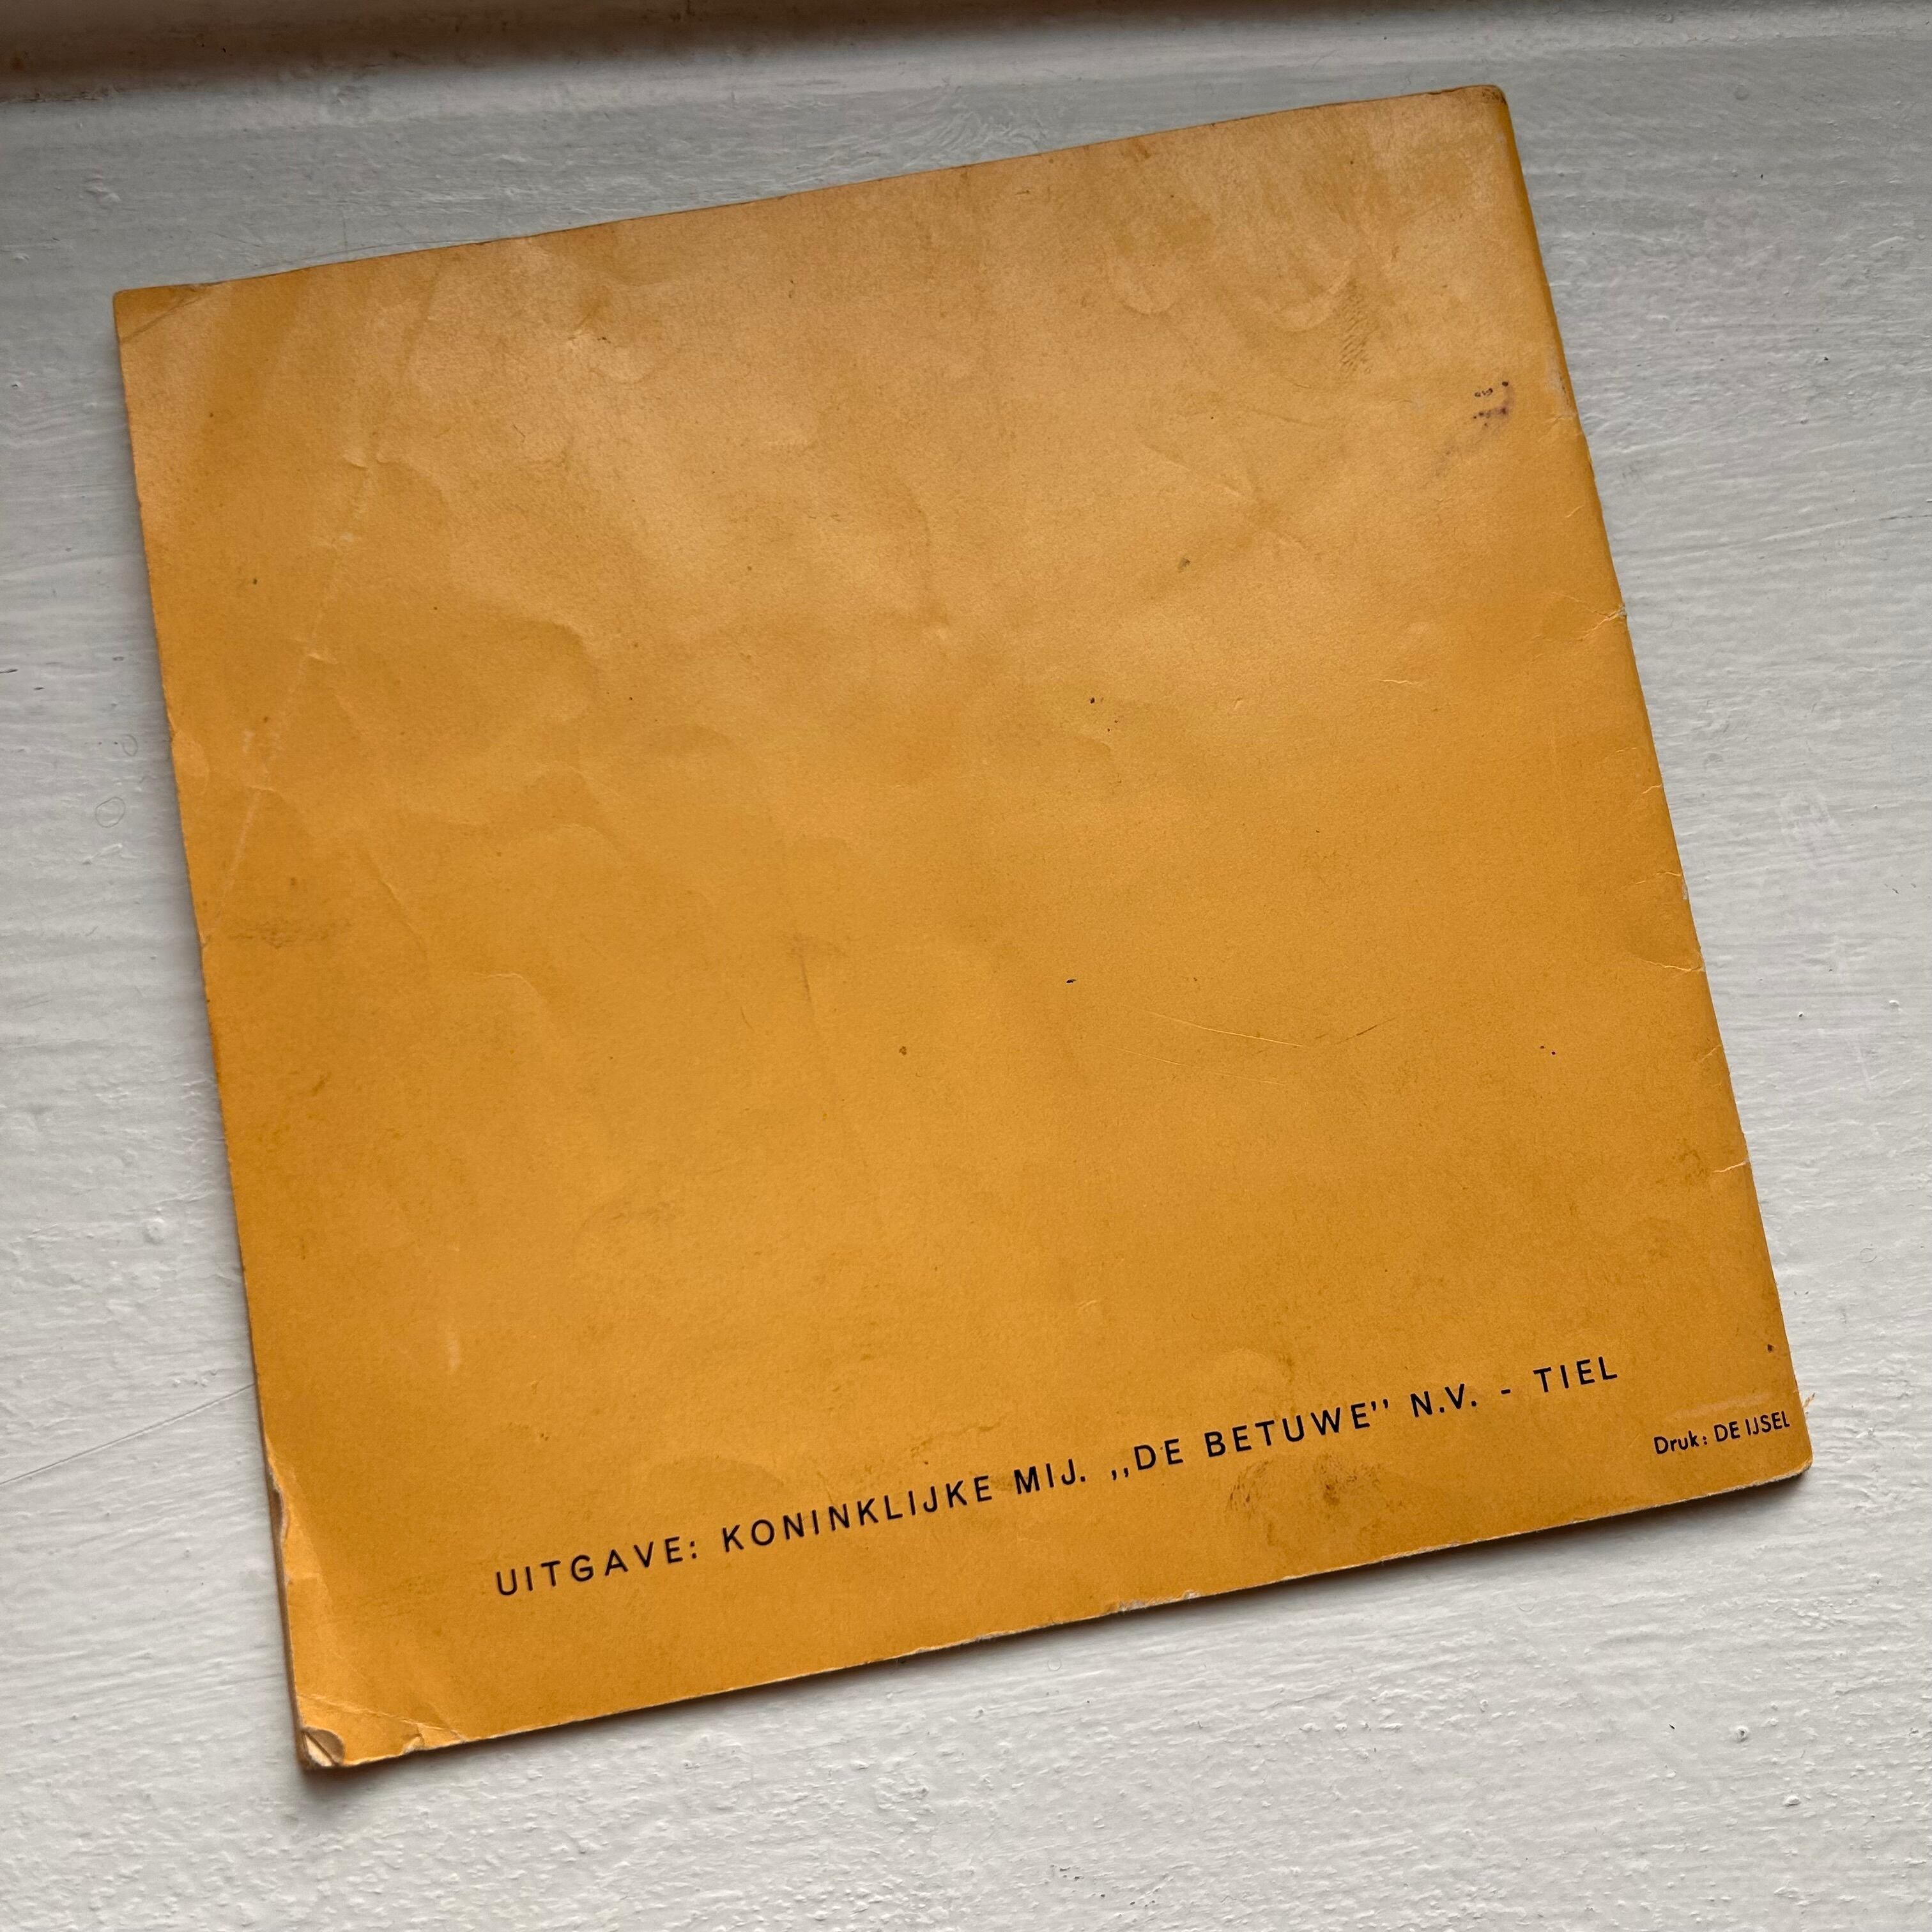 UITGAVE: KONINKLIJKE MIJ. ,,DE BETUWE'' N.V. - TIEL
Druk: DE IJSEL